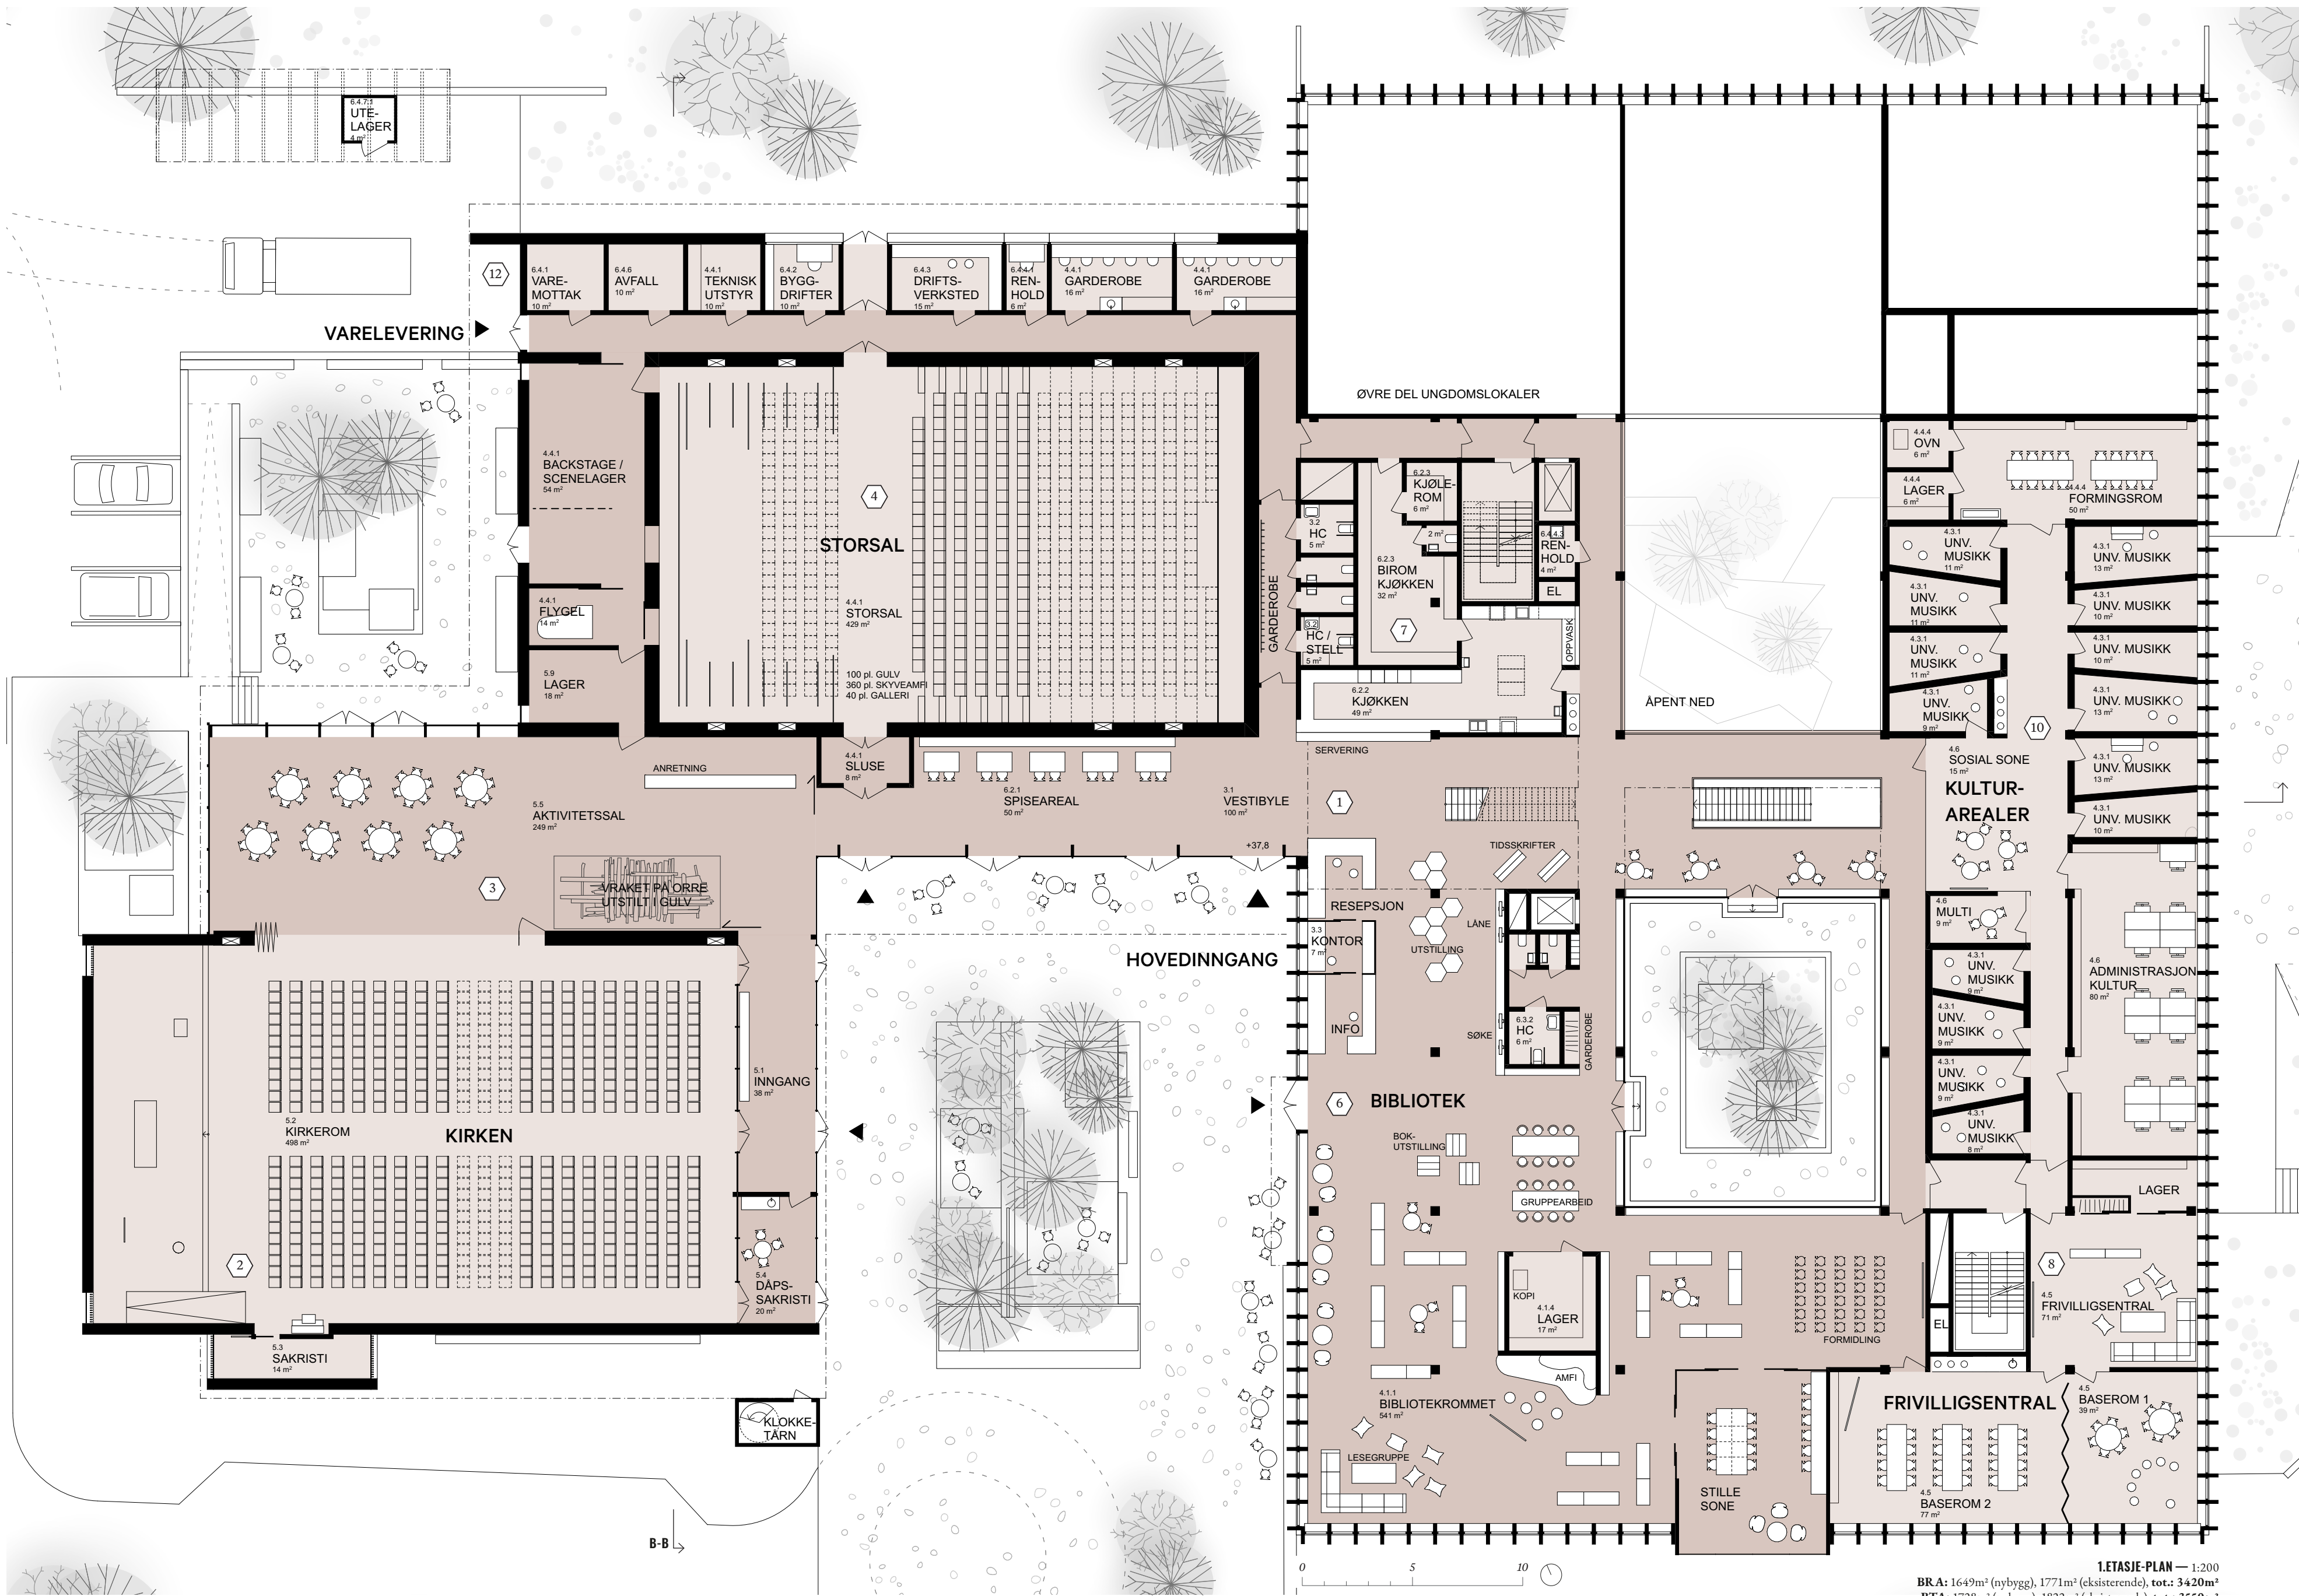 6.4.7.1
UTE-
LAGER
4 m²
12
VARELEVERING
6.4.1
VARE-
MOTTAK
10 m²
6.4.6
AVFALL
10 m²
4.4.1
TEKNISK
UTSTYR
10 m²
6.4.2
BYGG-
DRIFTER
10 m²
6.4.3
DRIFTS-
VERKSTED
15 m²
6.4.4.1
REN-
HOLD
6 m²
4.4.1
GARDEROBE
16 m²
4.4.1
GARDEROBE
16 m²
ØVRE DEL UNGDOMSLOKALER
4.4.1
BACKSTAGE /
SCENELAGER
54 m²
4.4.1
FLYGEL
14 m²
5.9
LAGER
18 m²
4
STORSAL
4.4.1
STORSAL
429 m²
100 pl. GULV
360 pl. SKYVEAMFI
40 pl. GALLERI
GARDEROBE
3.2
HC
5 m²
3.2
HC /
STELL
5 m²
6.2.3
KJØLE-
ROM
6 m²
2 m²
6.2.3
BIROM
KJØKKEN
32 m²
7
6.4.4.3
REN-
HOLD
4 m²
EL
OPPVASK
6.2.2
KJØKKEN
49 m²
SERVERING
ÅPENT NED
4.4.4
OVN
6 m²
4.4.4
LAGER
6 m²
4.4.4
FORMINGSROM
50 m²
4.3.1
UNV.
MUSIKK
11 m²
4.3.1
UNV. MUSIKK
13 m²
4.3.1
UNV.
MUSIKK
11 m²
4.3.1
UNV. MUSIKK
10 m²
4.3.1
UNV.
MUSIKK
11 m²
4.3.1
UNV. MUSIKK
10 m²
4.3.1
UNV.
MUSIKK
9 m²
4.3.1
UNV. MUSIKK
13 m²
10
4.3.1
UNV. MUSIKK
13 m²
4.3.1
UNV. MUSIKK
10 m²
4.6
SOSIAL SONE
15 m²
KULTUR-
AREALER
4.4.1
SLUSE
8 m²
ANRETNING
5.5
AKTIVITETSSAL
249 m²
6.2.1
SPISEAREAL
50 m²
3.1
VESTIBYLE
100 m²
1
+37,8
3
VRAKET PÅ ORRE
UTSTILT I GULV
TIDSSKRIFTER
RESEPSJON
3.3
KONTOR
7 m²
INFO
UTSTILLING
LÅNE
SØKE
6.3.2
HC
6 m²
GARDEROBE
HOVEDINNGANG
4.6
MULTI
9 m²
4.3.1
UNV.
MUSIKK
9 m²
4.3.1
UNV.
MUSIKK
9 m²
4.3.1
UNV.
MUSIKK
9 m²
4.3.1
UNV.
MUSIKK
8 m²
4.6
ADMINISTRASJON
KULTUR
80 m²
LAGER
5.1
INNGANG
38 m²
5.2
KIRKEROM
498 m²
KIRKEN
2
5.4
DÅPS-
SAKRISTI
20 m²
5.3
SAKRISTI
14 m²
KLOKKE-
TÅRN
6
BIBLIOTEK
BOK-
UTSTILLING
GRUPPEARBEID
KOPI
4.1.4
LAGER
17 m²
AMFI
4.1.1
BIBLIOTEKROMMET
541 m²
LESEGRUPPE
FORMIDLING
STILLE
SONE
EL
8
4.5
FRIVILLIGSENTRAL
71 m²
FRIVILLIGSENTRAL
4.5
BASEROM 1
39 m²
4.5
BASEROM 2
77 m²
B-B
0 5 10
1.ETASJE-PLAN — 1:200
BRA: 1649m² (nybygg), 1771m² (eksisterende), tot.: 3420m²